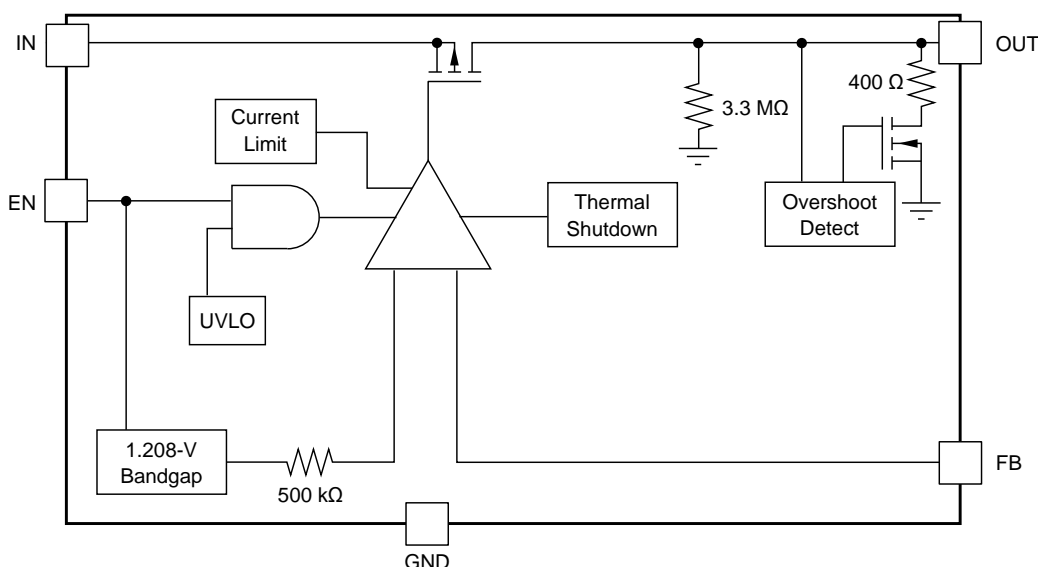 IN
OUT
400 Ω
3.3 MΩ
Current
Limit
EN
Thermal
Shutdown
Overshoot
Detect
UVLO
1.208-V
Bandgap
500 kΩ
FB
GND